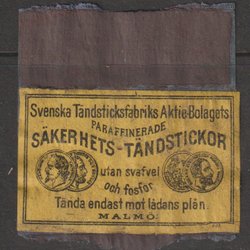 Svenska Tändsticksfabriks Aktie Bolagets
PARAFFINERADE
SÄKERHETS-TÄNDSTICKOR
utan svafvel
och fosfor.
Tända endast mot lådans plån.
MALMÖ.